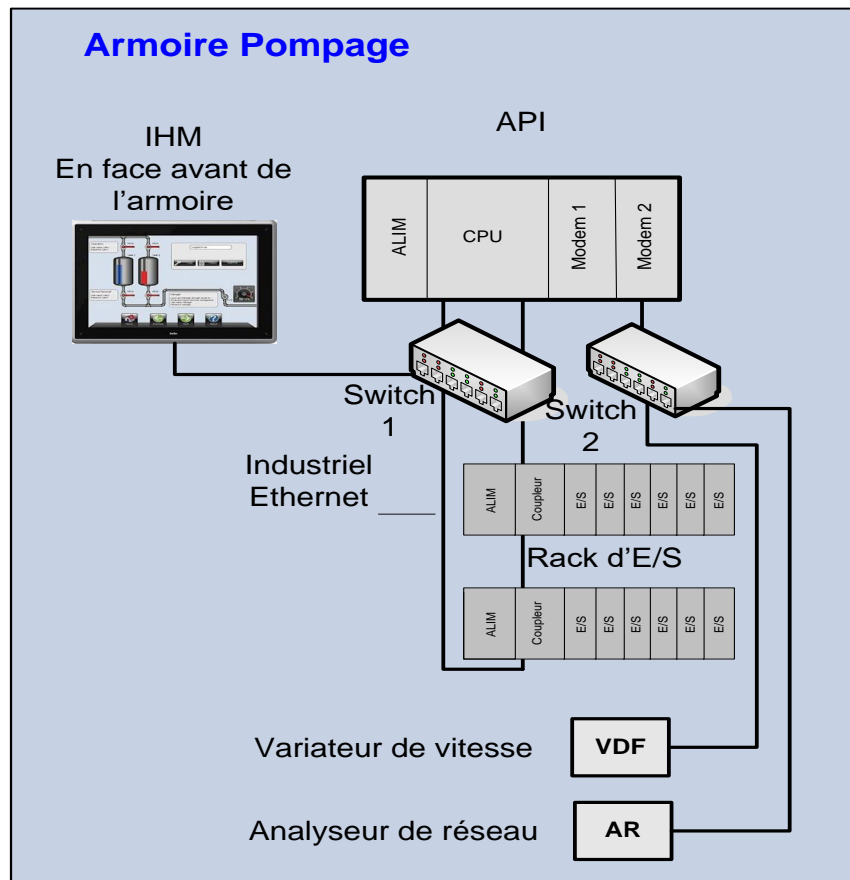 Armoire Pompage
IHM
En face avant de
l’armoire
API
ALIM
CPU
Modem 1
Modem 2
Switch
1
Switch
2
Industriel
Ethernet
ALIM
Coupleur
E/S
E/S
E/S
E/S
E/S
E/S
Rack d’E/S
ALIM
Coupleur
E/S
E/S
E/S
E/S
E/S
E/S
Variateur de vitesse
VDF
Analyseur de réseau
AR